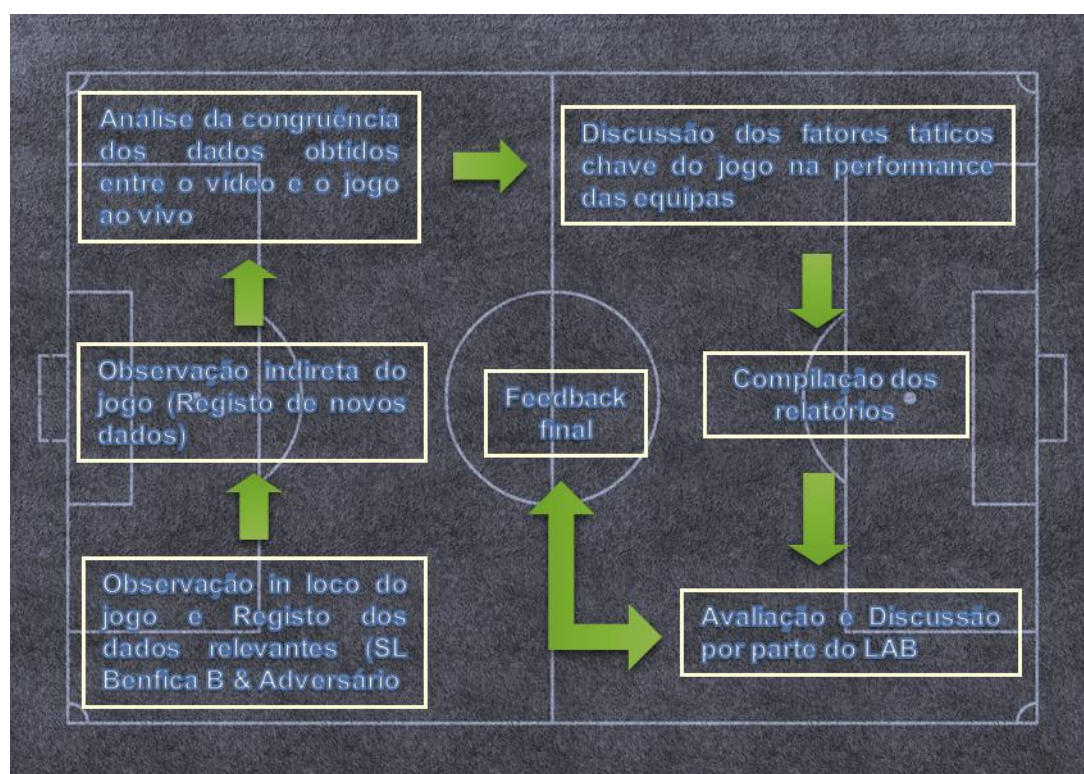 Análise da congruência
dos dados obtidos
entre o vídeo e o jogo
ao vivo
Discussão dos fatores táticos
chave do jogo na performance
das equipas
Observação indireta do
jogo (Registo de novos
dados)
Feedback
final
Compilação dos
relatórios
Observação in loco do
jogo e Registo dos
dados relevantes (SL
Benfica B & Adversário
Avaliação e Discussão
por parte do LAB